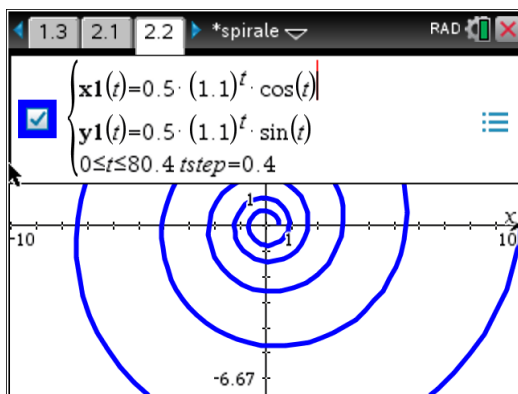 1.3 2.1 2.2 *spirale RAD
x1(t)=0.5·(1.1)^t·cos(t)
y1(t)=0.5·(1.1)^t·sin(t)
0≤t≤80.4 tstep=0.4
1
x
-10 1 10
-6.67